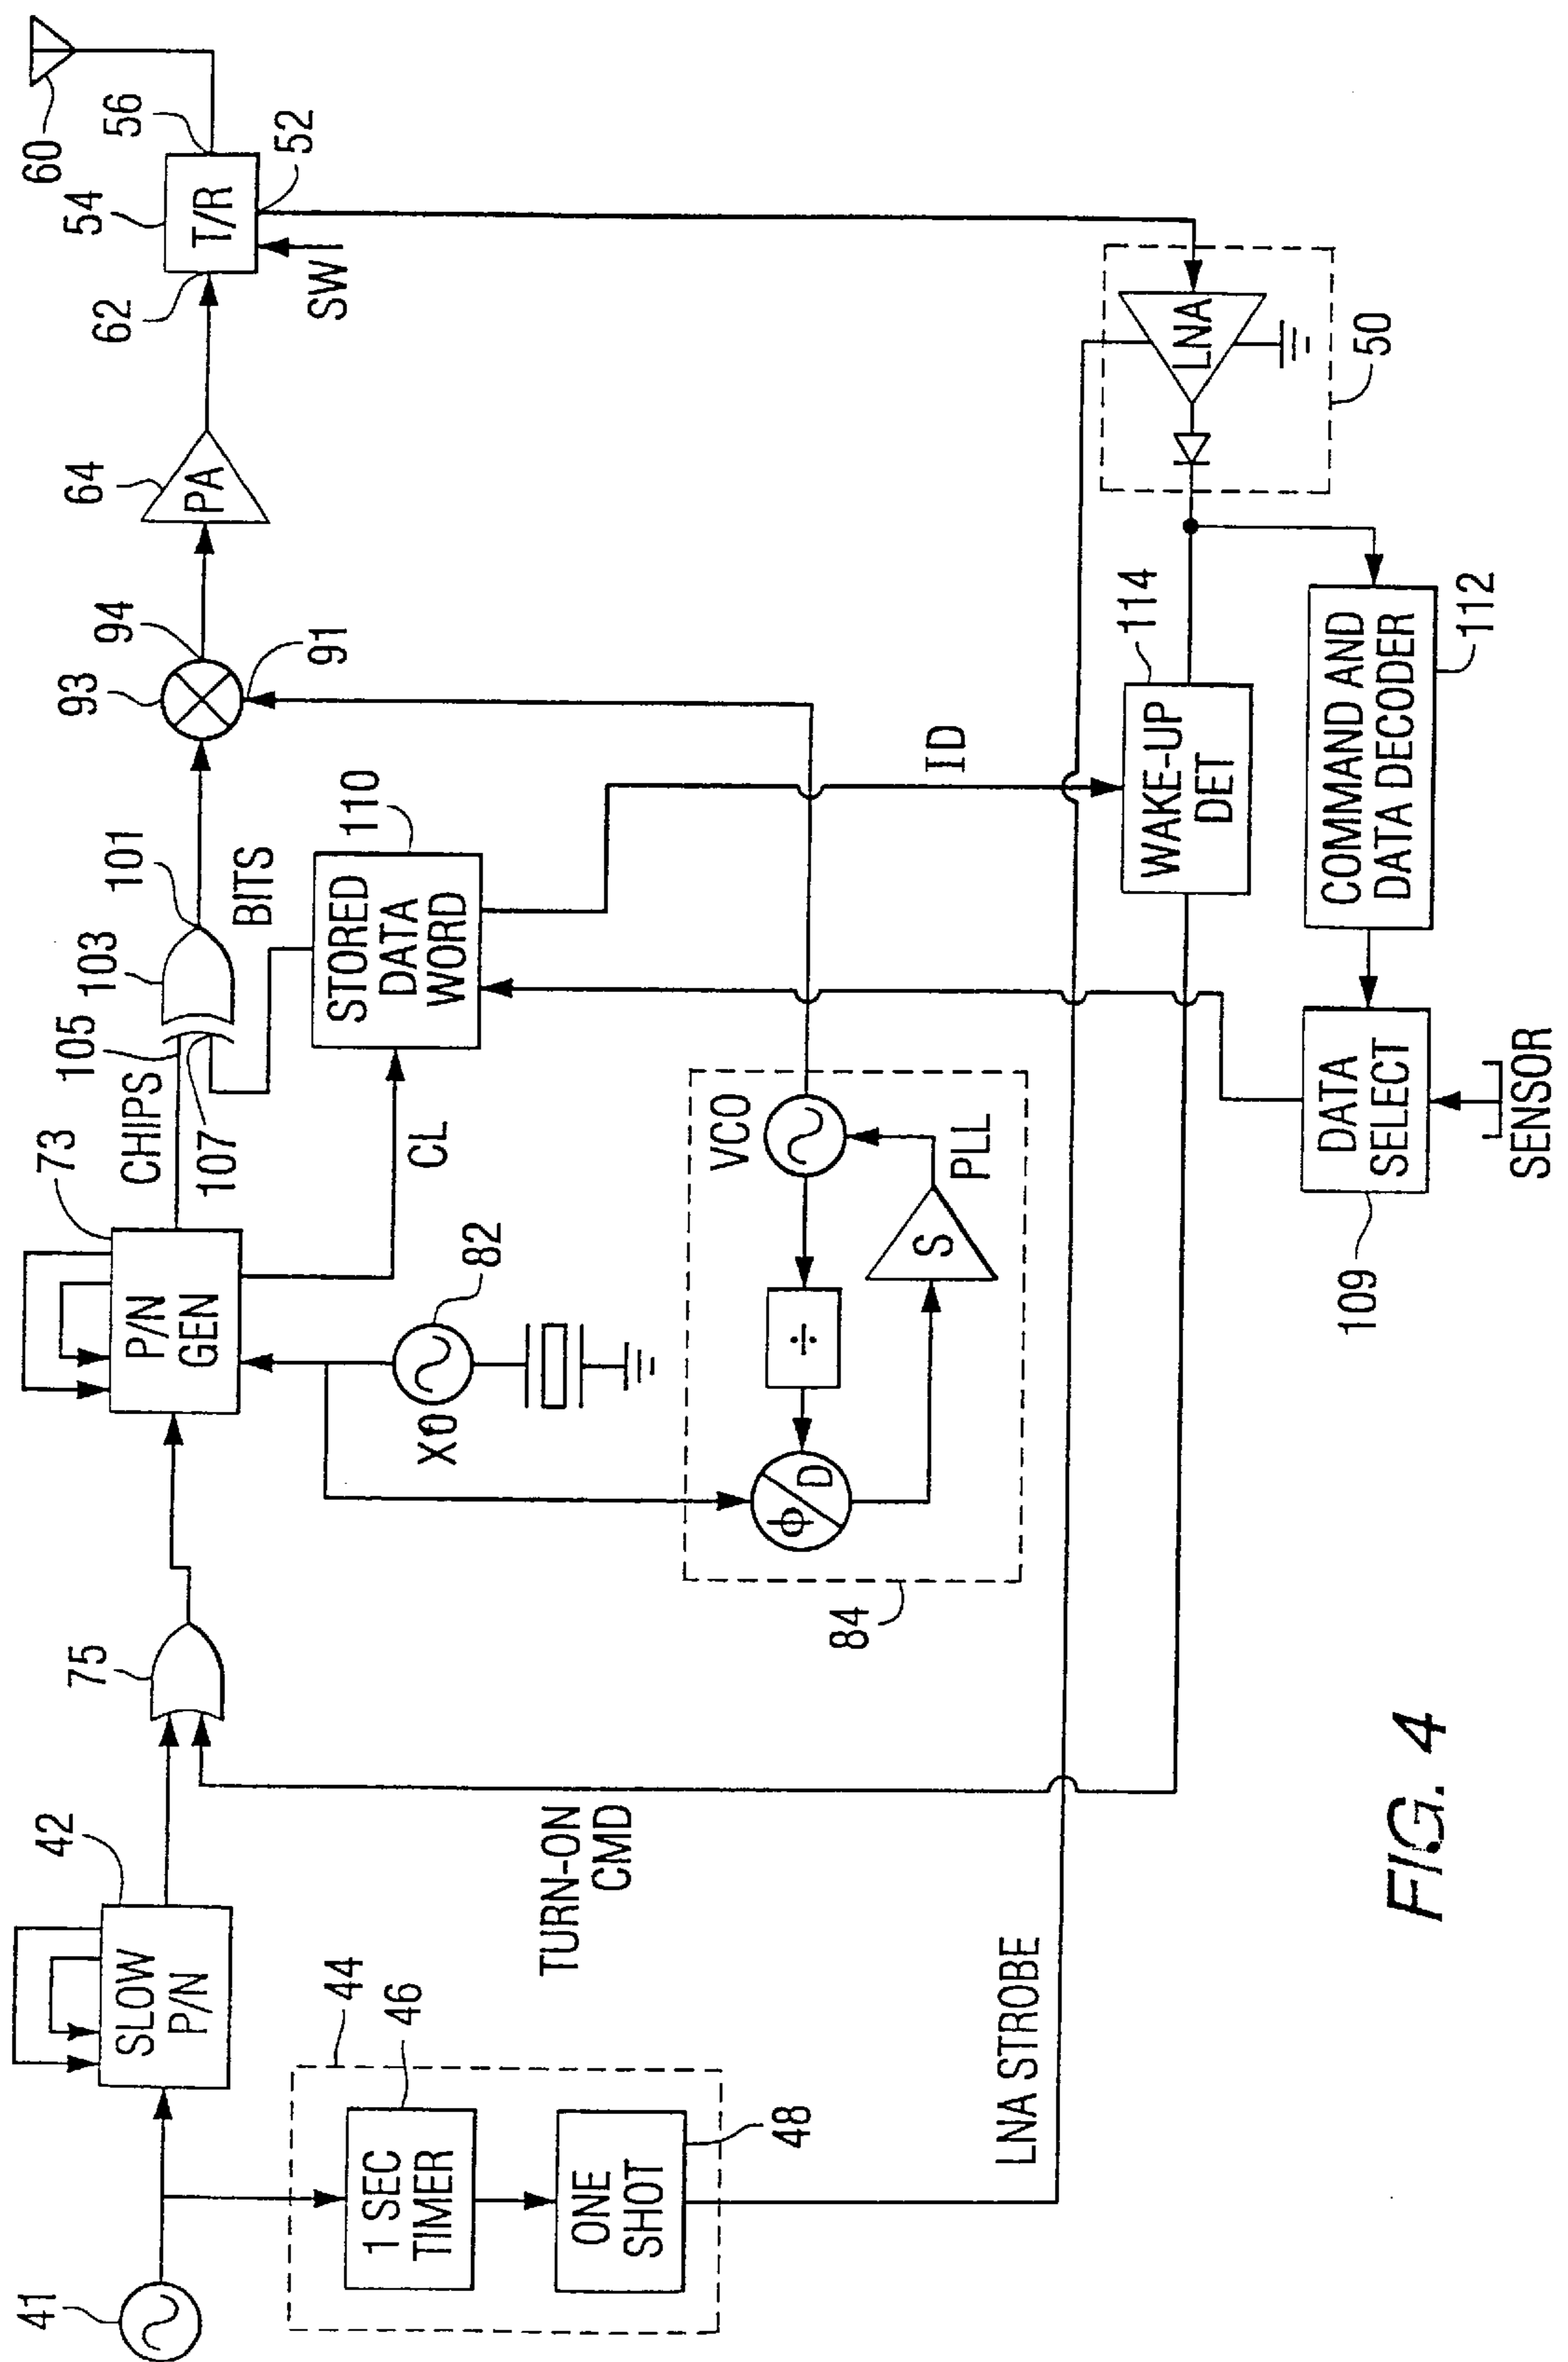 60
56
52
54
T/R
62
SW
64
PA
94
93
91
101
BITS
103
105
CHIPS
107
73
P/N
GEN
110
STORED
DATA
WORD
ID
CL
82
X0
VCO
PLL
S
÷
ϕ
D
84
75
42
SLOW
P/N
TURN-ON
CMD
41
44
46
1 SEC
TIMER
ONE
SHOT
48
LNA STROBE
LNA
50
114
WAKE-UP
DET
COMMAND AND
DATA DECODER
112
DATA
SELECT
109
SENSOR
FIG. 4